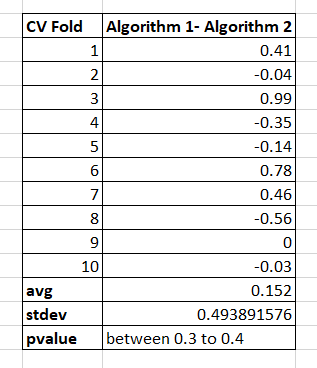 CV Fold Algorithm 1- Algorithm 2
1 0.41
2 -0.04
3 0.99
4 -0.35
5 -0.14
6 0.78
7 0.46
8 -0.56
9 0
10 -0.03
avg 0.152
stdev 0.493891576
pvalue between 0.3 to 0.4